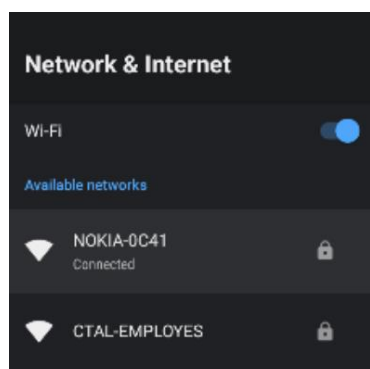 Network & Internet
Wi-Fi
Available networks
NOKIA-0C41
Connected
CTAL-EMPLOYES